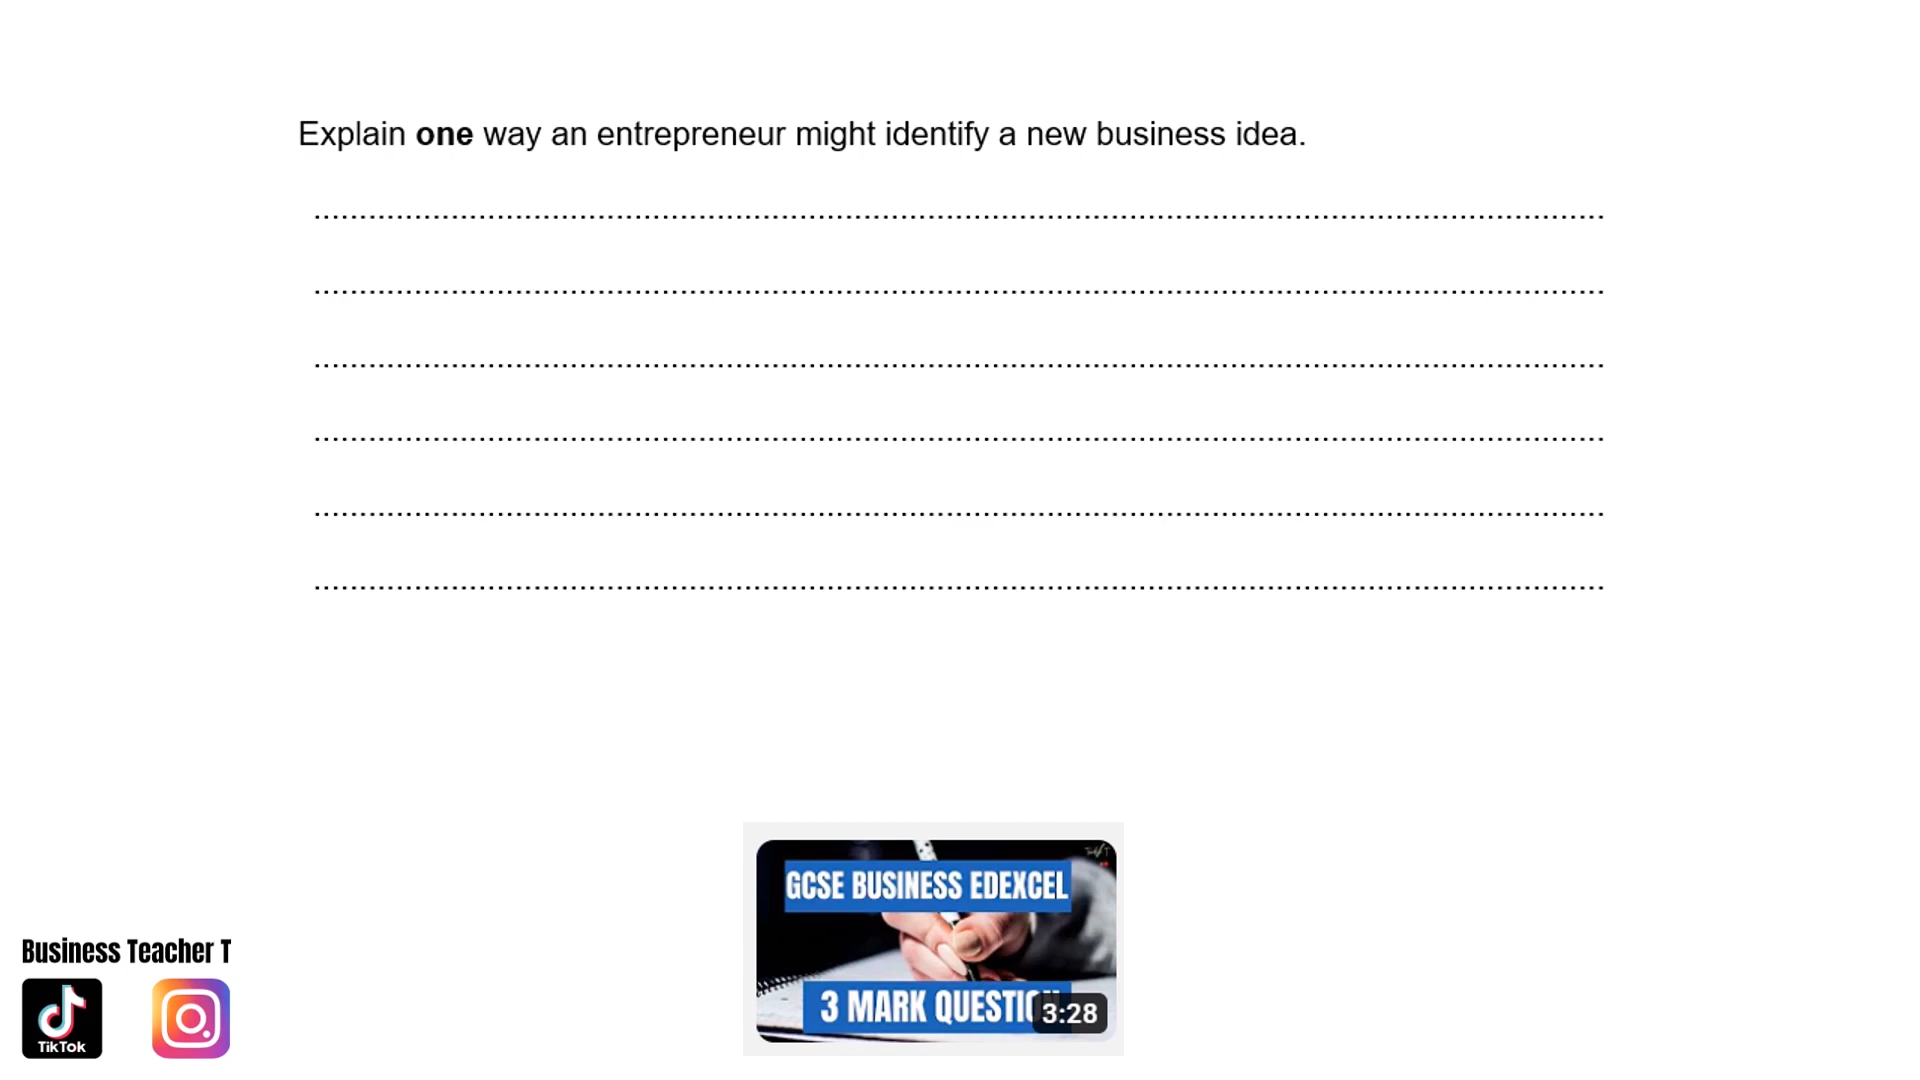 Explain one way an entrepreneur might identify a new business idea.
GCSE BUSINESS EDEXCEL
3 MARK QUESTIO
3:28
Business Teacher T
TikTok